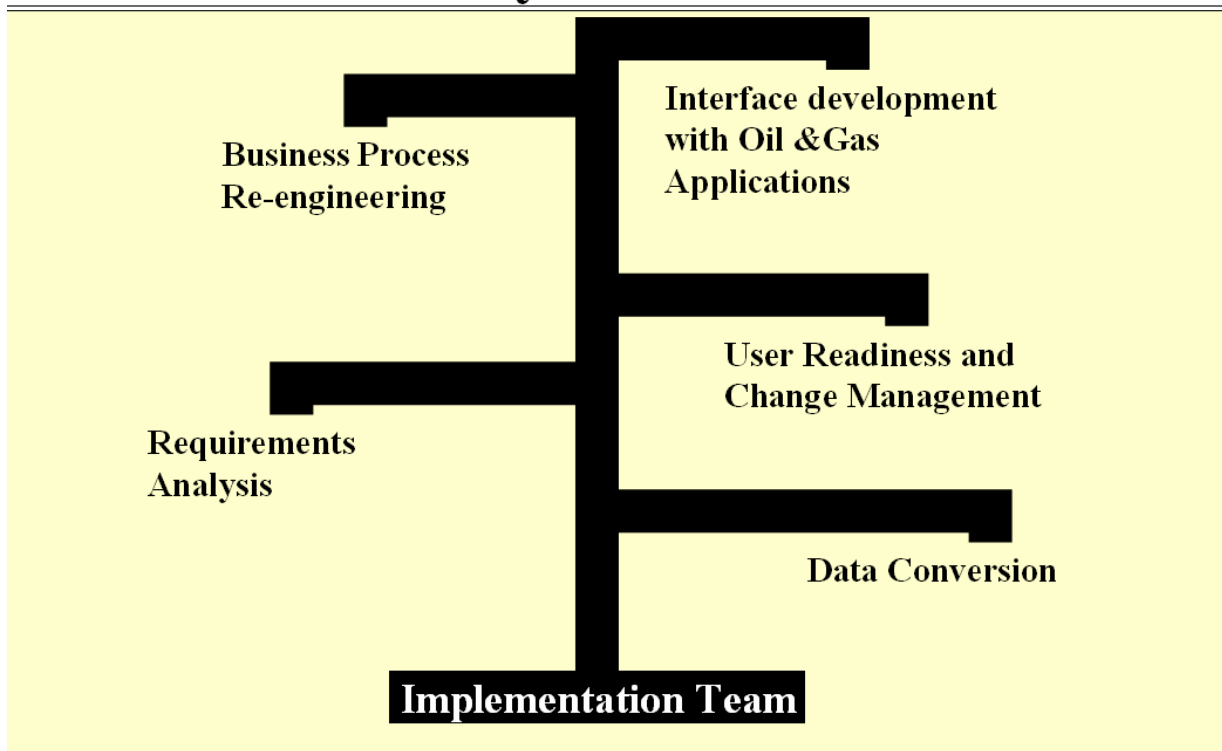 Interface development
with Oil &Gas
Applications
Business Process
Re-engineering
User Readiness and
Change Management
Requirements
Analysis
Data Conversion
Implementation Team